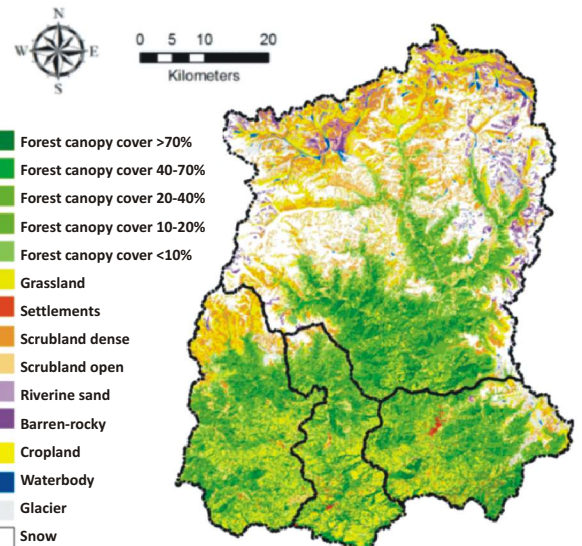 N
W E
S
0 5 10 20
Kilometers
Forest canopy cover >70%
Forest canopy cover 40-70%
Forest canopy cover 20-40%
Forest canopy cover 10-20%
Forest canopy cover <10%
Grassland
Settlements
Scrubland dense
Scrubland open
Riverine sand
Barren-rocky
Cropland
Waterbody
Glacier
Snow